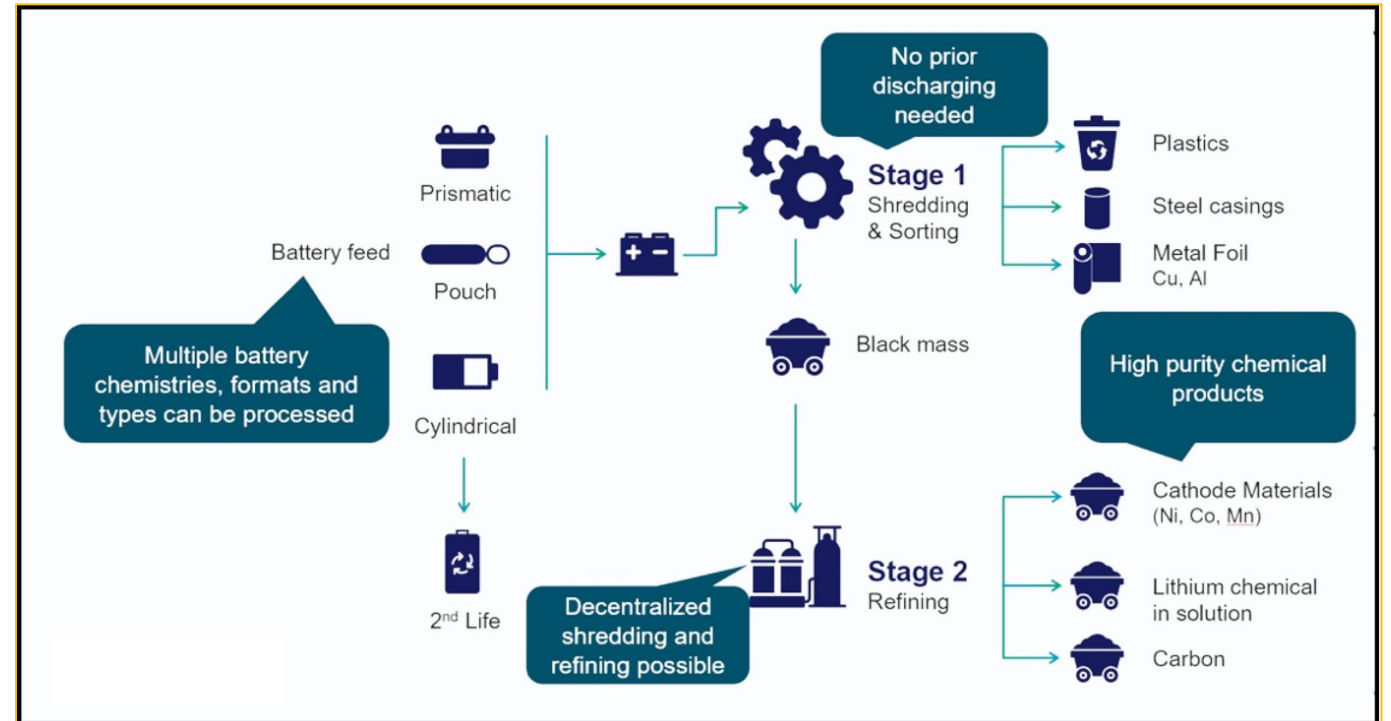 No prior
discharging
needed
Prismatic
Battery feed
Pouch
Multiple battery
chemistries, formats and
types can be processed
Cylindrical
2nd Life
+ -
Stage 1
Shredding
& Sorting
Plastics
Steel casings
Metal Foil
Cu, Al
Black mass
High purity chemical
products
Stage 2
Refining
Decentralized
shredding and
refining possible
Cathode Materials
(Ni, Co, Mn)
Lithium chemical
in solution
Carbon